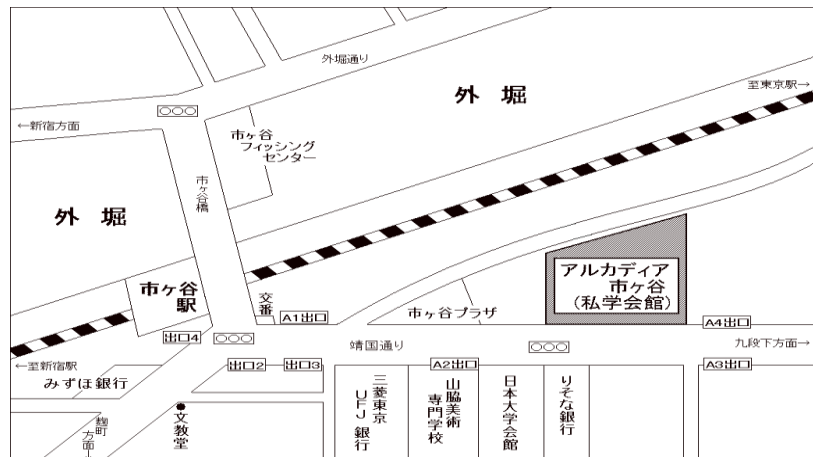 外堀通り
外 堀
至東京駅→
←新宿方面
市ヶ谷
フィッシング
センター
市ヶ谷橋
外 堀
アルカディア
市ヶ谷
(私学会館)
市ヶ谷
駅
交番
A1出口
市ヶ谷プラザ
A4出口
出口4
靖国通り
九段下方面→
←至新宿駅
出口2
出口3
A2出口
A3出口
みずほ銀行
麹町
方面
↓
文教堂
三菱東京
UFJ銀行
山脇美術
専門学校
日本大学会館
りそな銀行